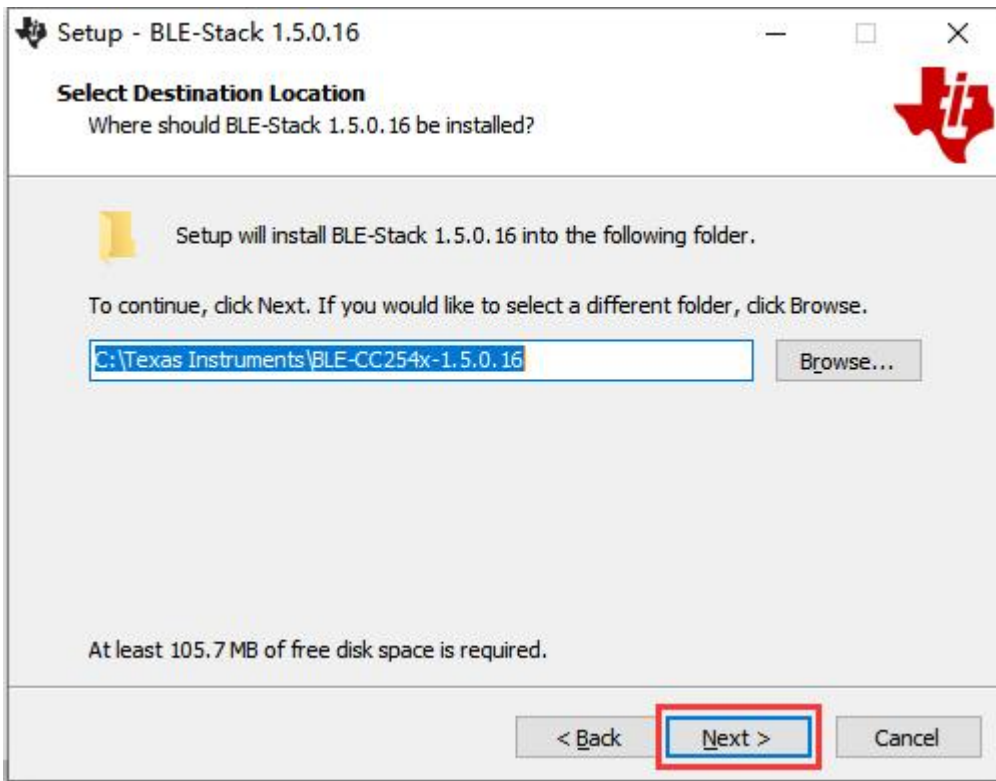 Setup - BLE-Stack 1.5.0.16
Select Destination Location
Where should BLE-Stack 1.5.0.16 be installed?
ti
Setup will install BLE-Stack 1.5.0.16 into the following folder.
To continue, click Next. If you would like to select a different folder, click Browse.
C:\Texas Instruments\BLE-CC254x-1.5.0.16
Browse...
At least 105.7 MB of free disk space is required.
< Back
Next >
Cancel